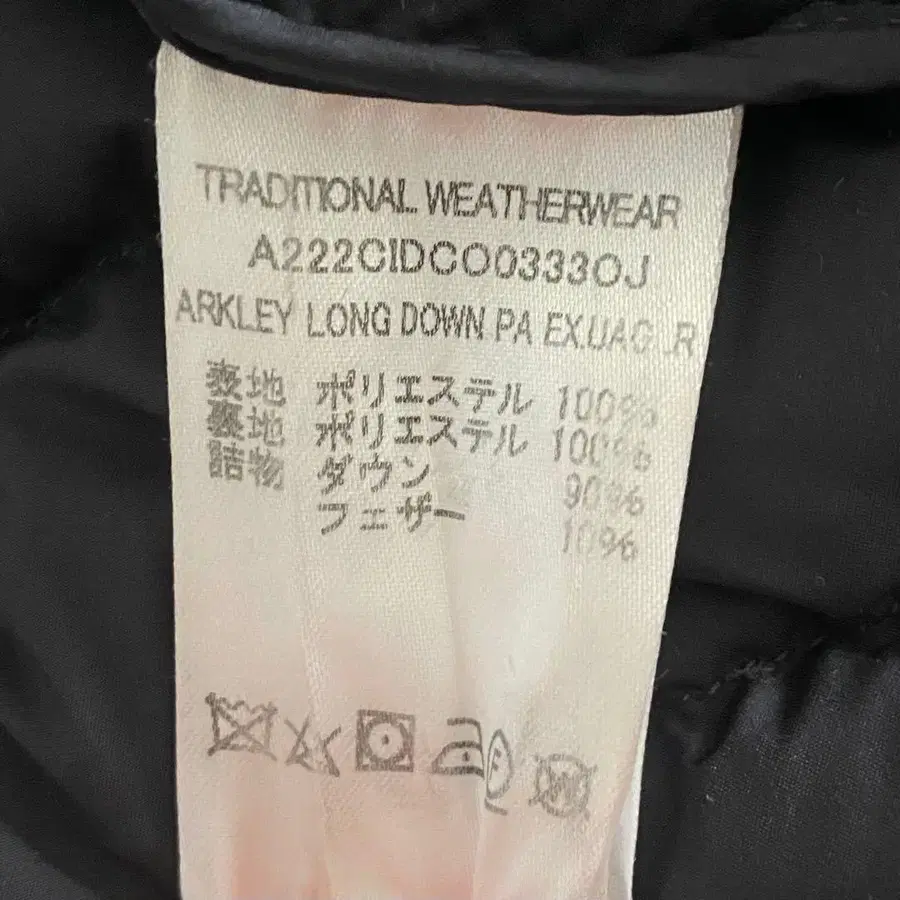 TRADITIONAL WEATHERWEAR
A222CIDCO0333OJ
ARKLEY LONG DOWN PA EX.UAG LR
表地 ポリエステル 100%
裏地 ポリエステル 100%
詰物 ダウン 90%
フェザー 10%